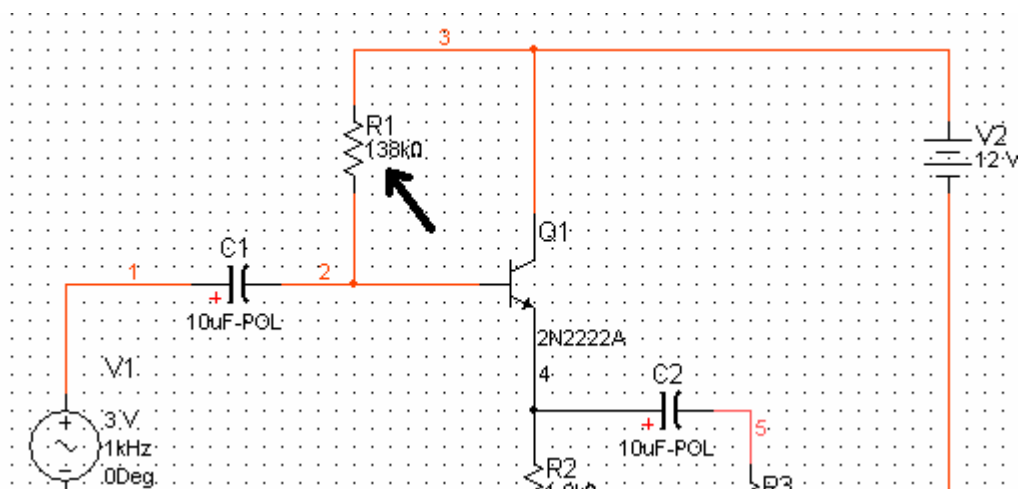 3
R1
138kΩ
V2
12 V
Q1
C1
1
2
+
10uF-POL
2N2222A
V1
4
C2
3 V
1kHz
0Deg
+
10uF-POL
5
R2
R3